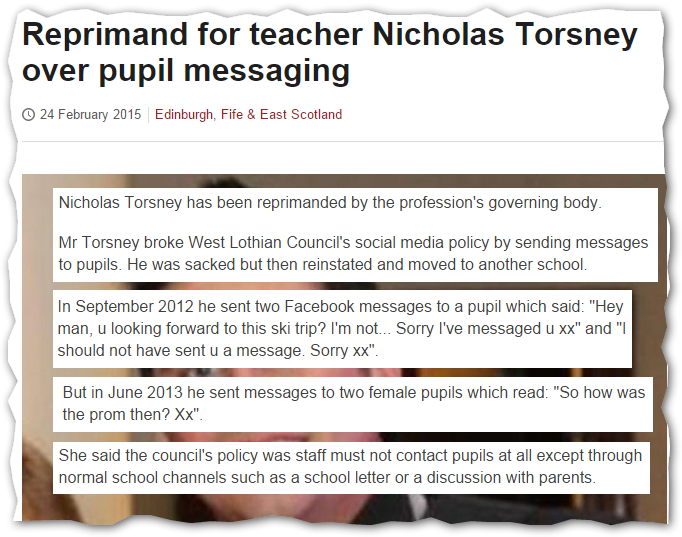 Reprimand for teacher Nicholas Torsney
over pupil messaging
24 February 2015 Edinburgh, Fife & East Scotland
Nicholas Torsney has been reprimanded by the profession's governing body.
Mr Torsney broke West Lothian Council's social media policy by sending messages
to pupils. He was sacked but then reinstated and moved to another school.
In September 2012 he sent two Facebook messages to a pupil which said: "Hey
man, u looking forward to this ski trip? I'm not... Sorry I've messaged u xx" and "I
should not have sent u a message. Sorry xx".
But in June 2013 he sent messages to two female pupils which read: "So how was
the prom then? Xx".
She said the council's policy was staff must not contact pupils at all except through
normal school channels such as a school letter or a discussion with parents.